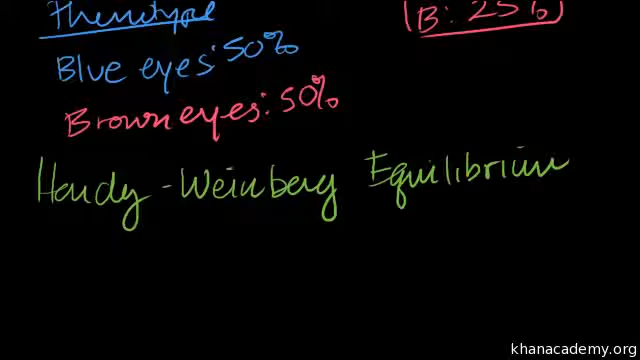 Phenotype
(B: 25%)
Blue eyes: 50%
Brown eyes: 50%
Hardy-Weinberg Equilibrium
khanacademy.org